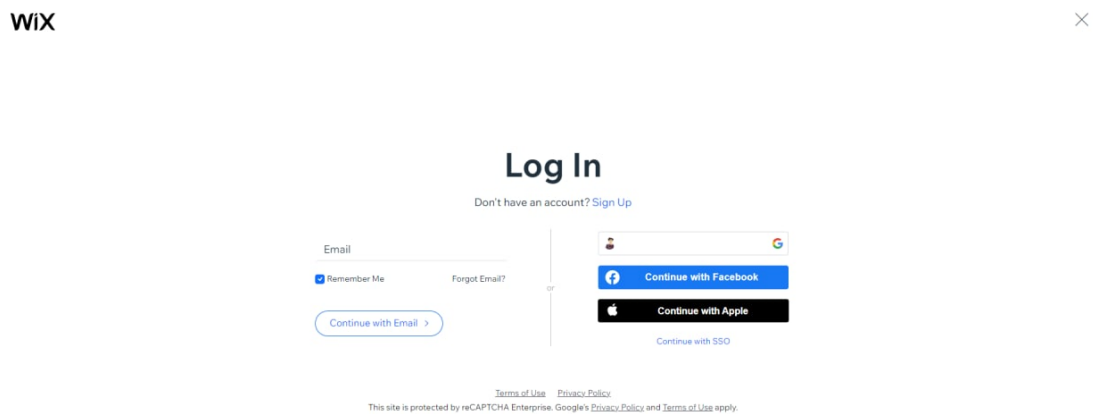 WiX
Log In
Don't have an account? Sign Up
Email
Remember Me
Forgot Email?
Continue with Email >
or
Continue with Facebook
Continue with Apple
Continue with SSO
Terms of Use Privacy Policy
This site is protected by reCAPTCHA Enterprise. Google's Privacy Policy and Terms of Use apply.